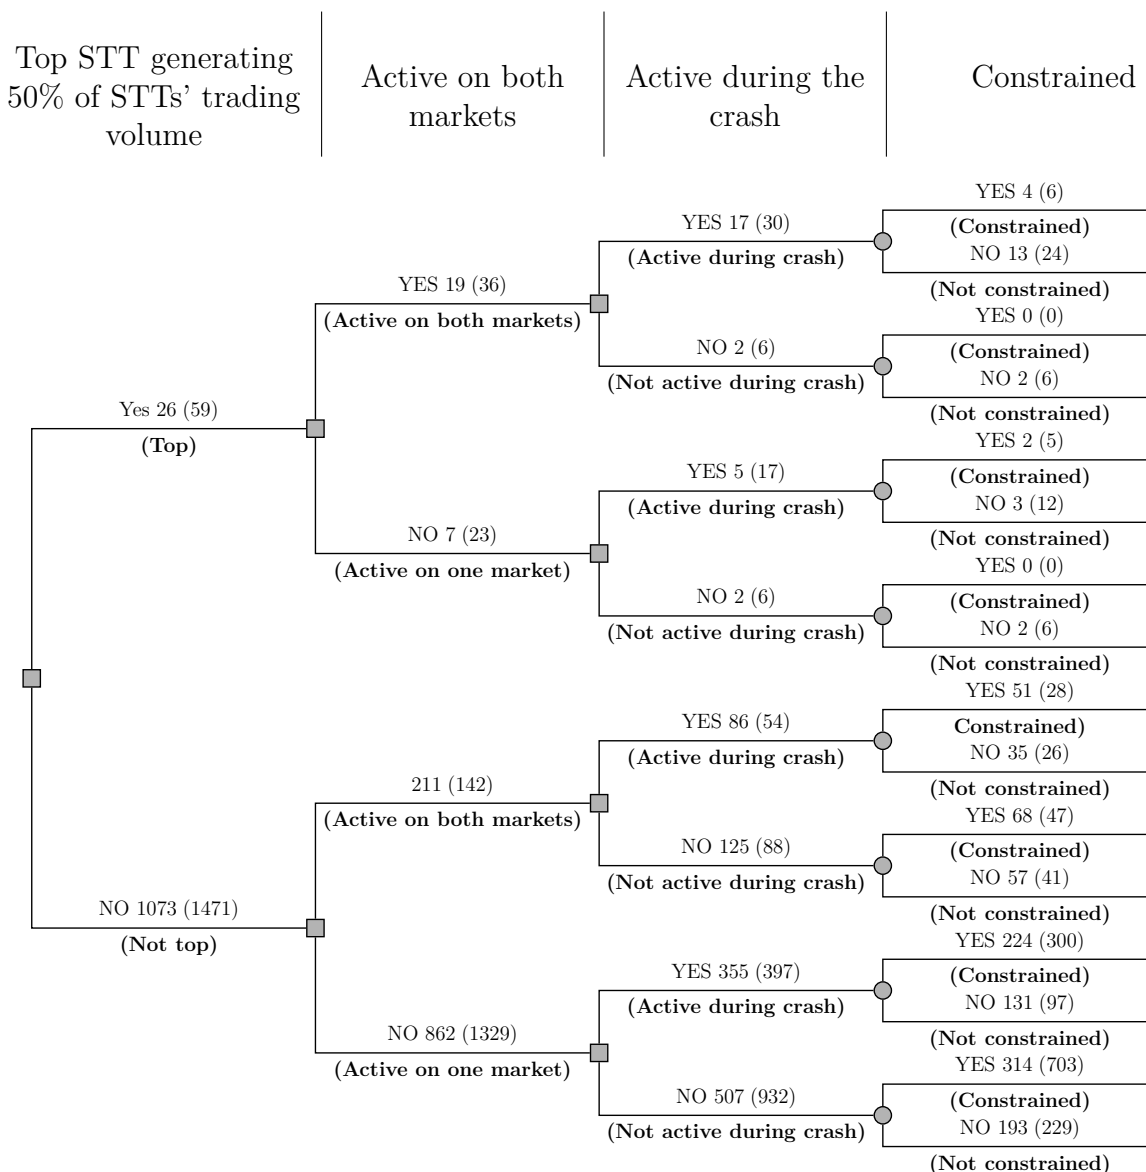 Top STT generating
50% of STTs' trading
volume
Active on both
markets
Active during the
crash
Constrained
YES 4 (6)
(Constrained)
YES 17 (30)
(Active during crash)
NO 13 (24)
(Not constrained)
YES 19 (36)
(Active on both markets)
YES 0 (0)
(Constrained)
NO 2 (6)
(Not active during crash)
NO 2 (6)
(Not constrained)
Yes 26 (59)
(Top)
YES 2 (5)
(Constrained)
YES 5 (17)
(Active during crash)
NO 3 (12)
(Not constrained)
NO 7 (23)
(Active on one market)
YES 0 (0)
(Constrained)
NO 2 (6)
(Not active during crash)
NO 2 (6)
(Not constrained)
YES 51 (28)
Constrained)
YES 86 (54)
(Active during crash)
NO 35 (26)
(Not constrained)
211 (142)
(Active on both markets)
YES 68 (47)
(Constrained)
NO 125 (88)
(Not active during crash)
NO 57 (41)
(Not constrained)
NO 1073 (1471)
(Not top)
YES 224 (300)
(Constrained)
YES 355 (397)
(Active during crash)
NO 131 (97)
(Not constrained)
NO 862 (1329)
(Active on one market)
YES 314 (703)
(Constrained)
NO 507 (932)
(Not active during crash)
NO 193 (229)
(Not constrained)